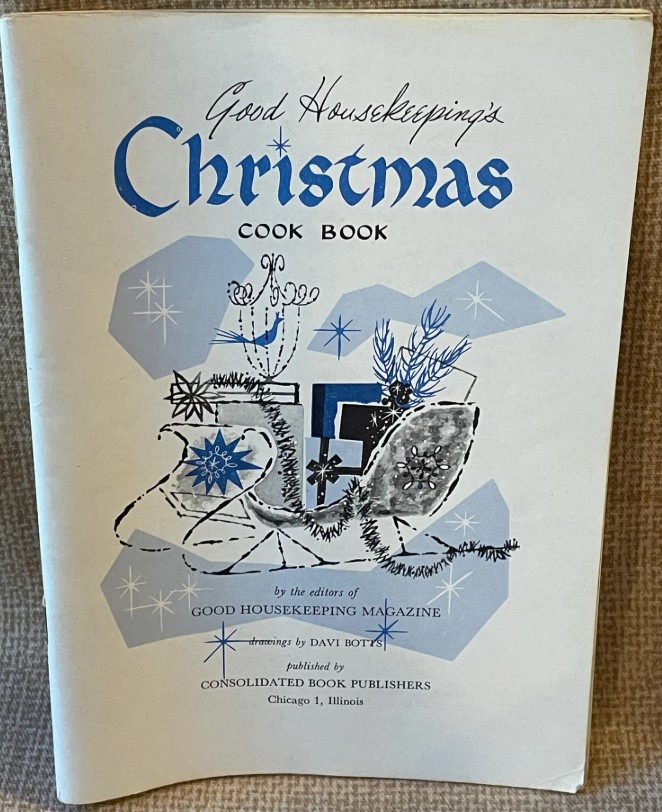 Good Housekeeping's
Christmas
COOK BOOK
by the editors of
GOOD HOUSEKEEPING MAGAZINE
drawings by DAVI BOTTS
published by
CONSOLIDATED BOOK PUBLISHERS
Chicago 1, Illinois